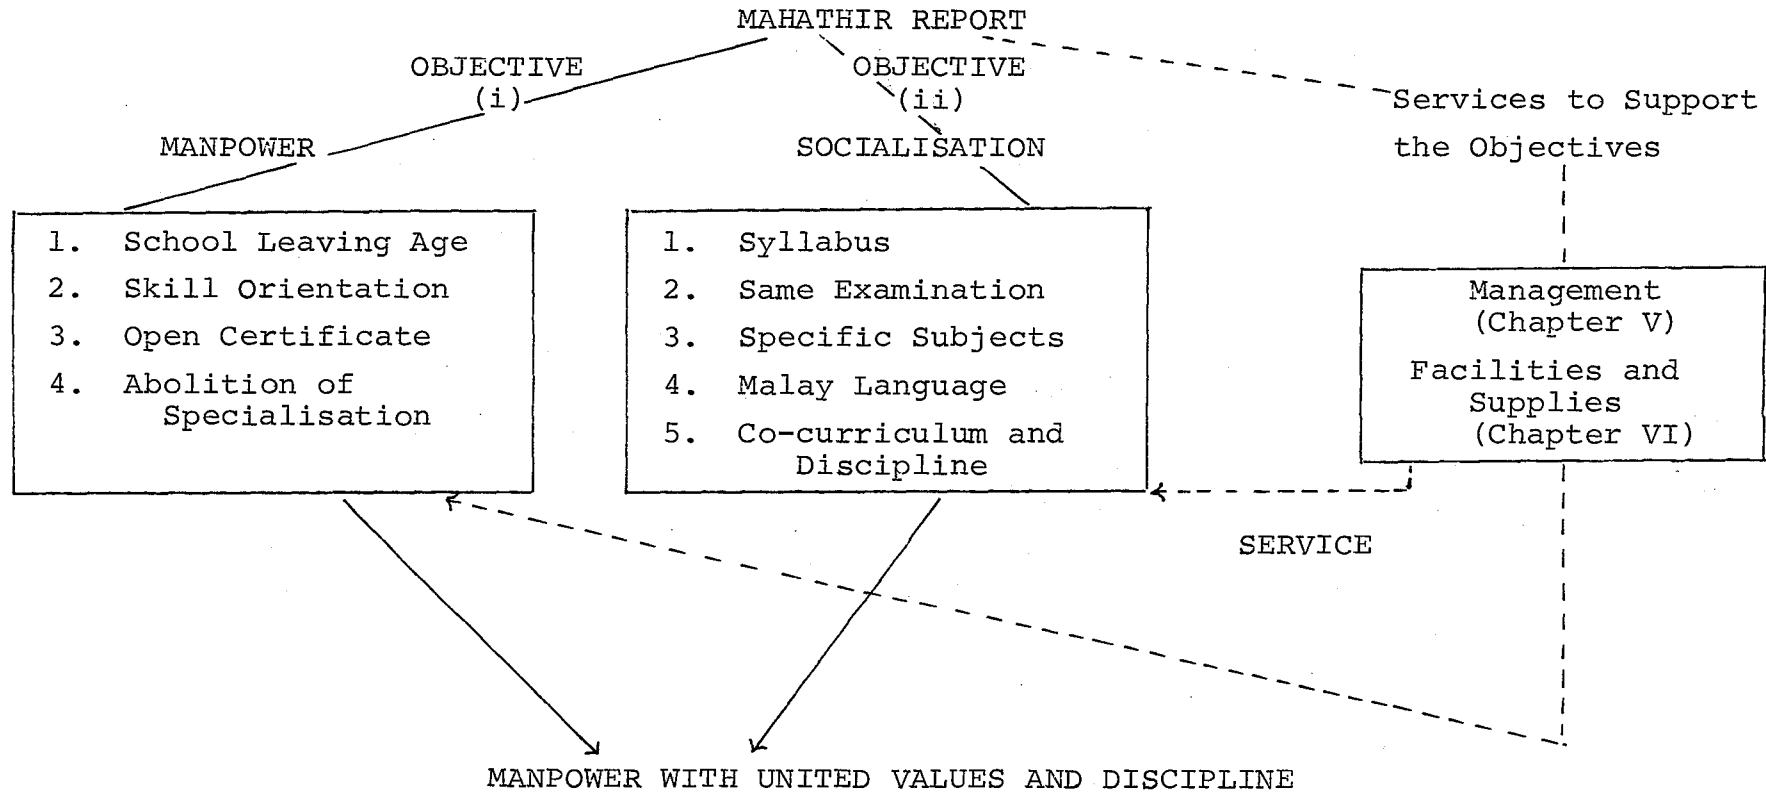 MAHATHIR REPORT
OBJECTIVE
(i)
OBJECTIVE
(ii)
Services to Support
the Objectives
MANPOWER
SOCIALISATION
1. School Leaving Age
2. Skill Orientation
3. Open Certificate
4. Abolition of
Specialisation
1. Syllabus
2. Same Examination
3. Specific Subjects
4. Malay Language
5. Co-curriculum and
Discipline
Management
(Chapter V)
Facilities and
Supplies
(Chapter VI)
SERVICE
MANPOWER WITH UNITED VALUES AND DISCIPLINE